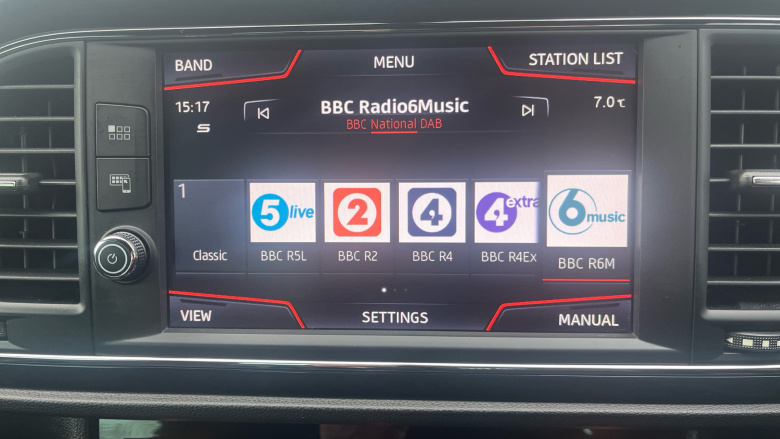 BAND
MENU
STATION LIST
15:17
BBC Radio6Music
7.0 °C
BBC National DAB
1
5 live
2
4
4 extra
6 music
Classic
BBC R5L
BBC R2
BBC R4
BBC R4Ex
BBC R6M
VIEW
SETTINGS
MANUAL